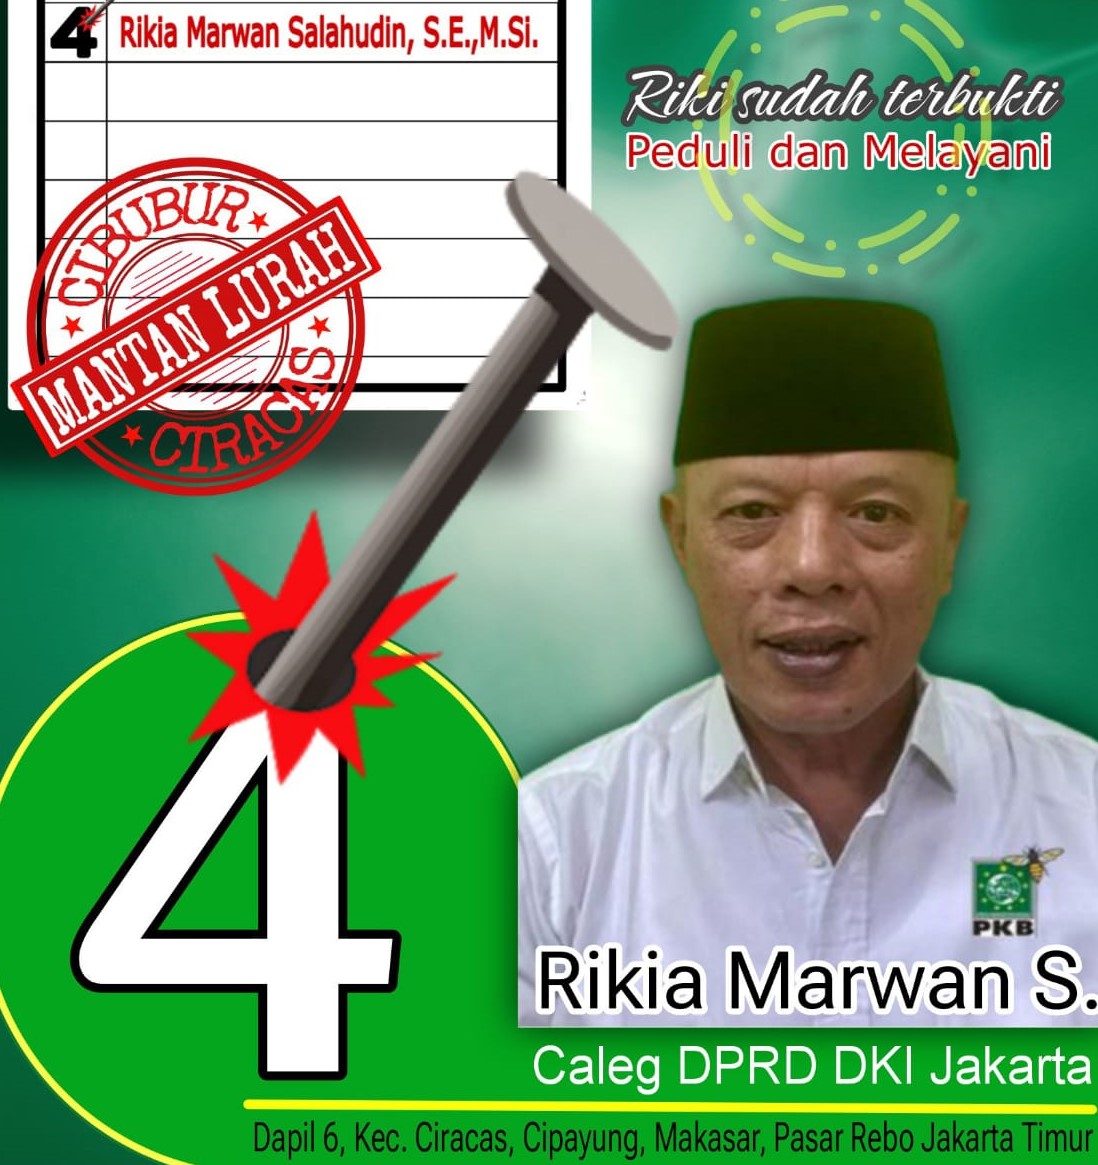 4 Rikia Marwan Salahudin, S.E.,M.Si.
Riki sudah terbukti
Peduli dan Melayani
CIBUBUR
MANTAN LURAH
CIRACAS
4
PKB
Rikia Marwan S.
Caleg DPRD DKI Jakarta
Dapil 6, Kec. Ciracas, Cipayung, Makasar, Pasar Rebo Jakarta Timur